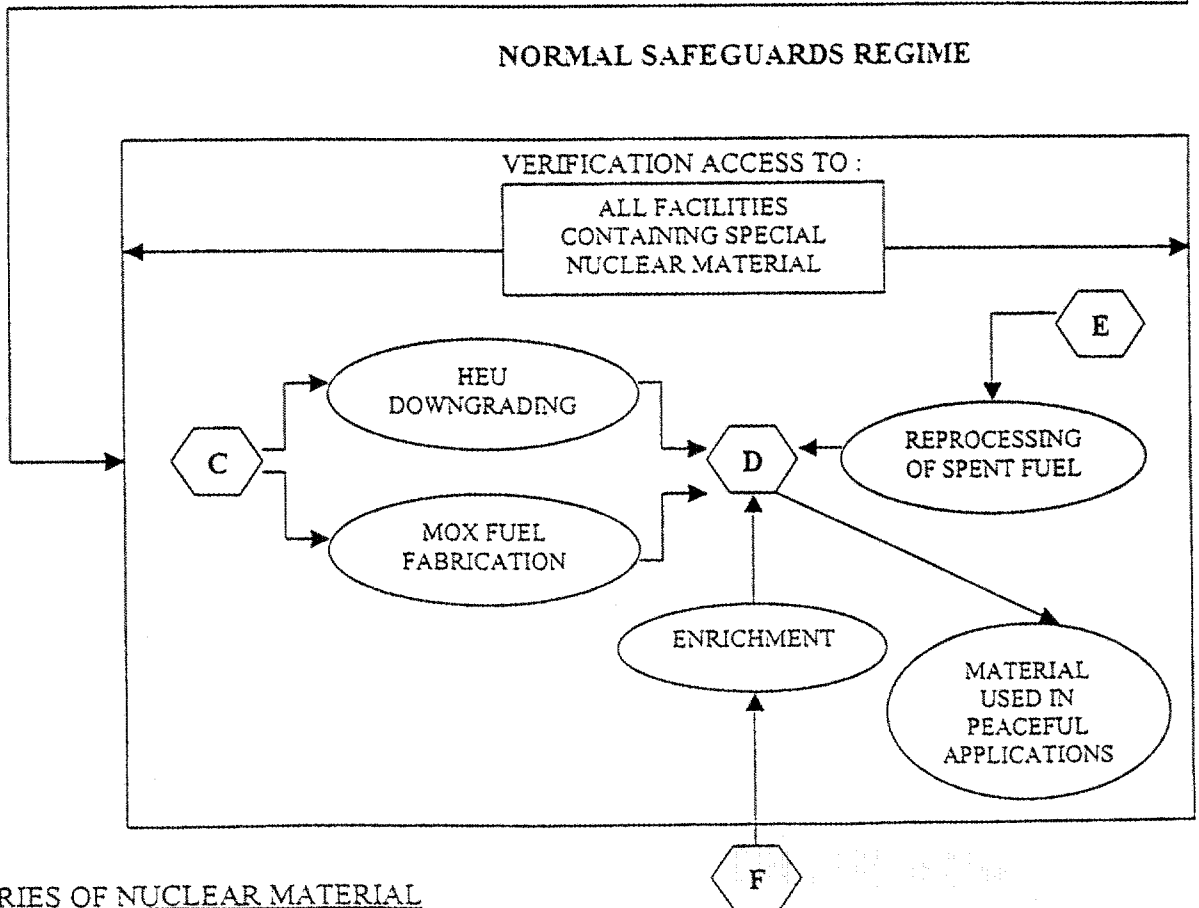 NORMAL SAFEGUARDS REGIME
VERIFICATION ACCESS TO :
ALL FACILITIES
CONTAINING SPECIAL
NUCLEAR MATERIAL
E
HEU
DOWNGRADING
C
D
REPROCESSING
OF SPENT FUEL
MOX FUEL
FABRICATION
ENRICHMENT
MATERIAL
USED IN
PEACEFUL
APPLICATIONS
F
RIES OF NUCLEAR MATERIAL